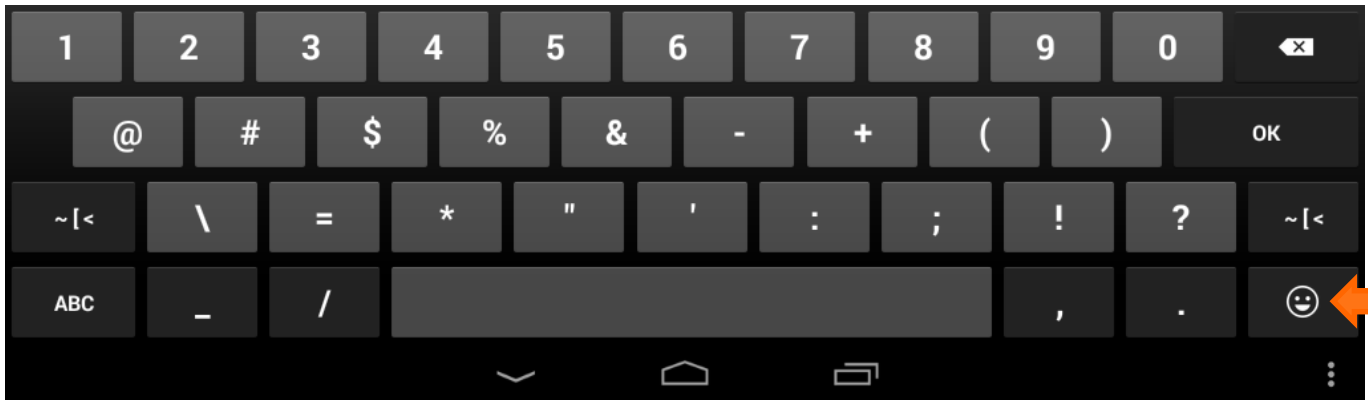 1 2 3 4 5 6 7 8 9 0
@ # $ % & - + ( ) OK
~[< \ = * " ' : ; ! ? ~[<
ABC _ / , .